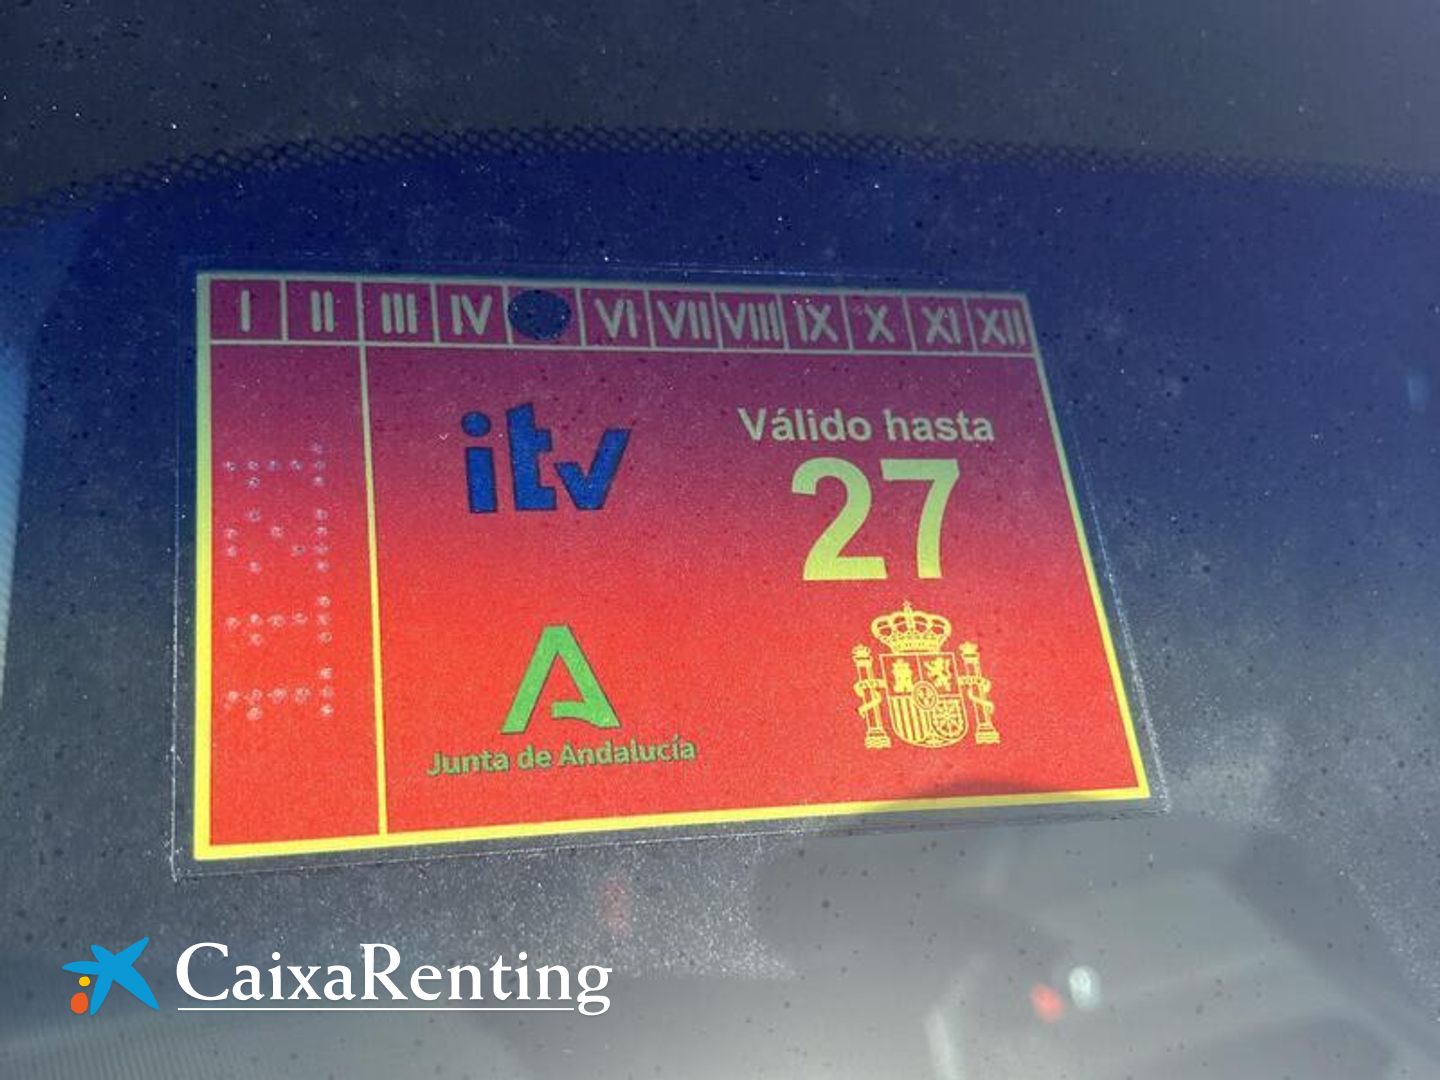 I II III IV VI VII VIII IX X XI XII
itv
Válido hasta
27
Junta de Andalucía
CaixaRenting